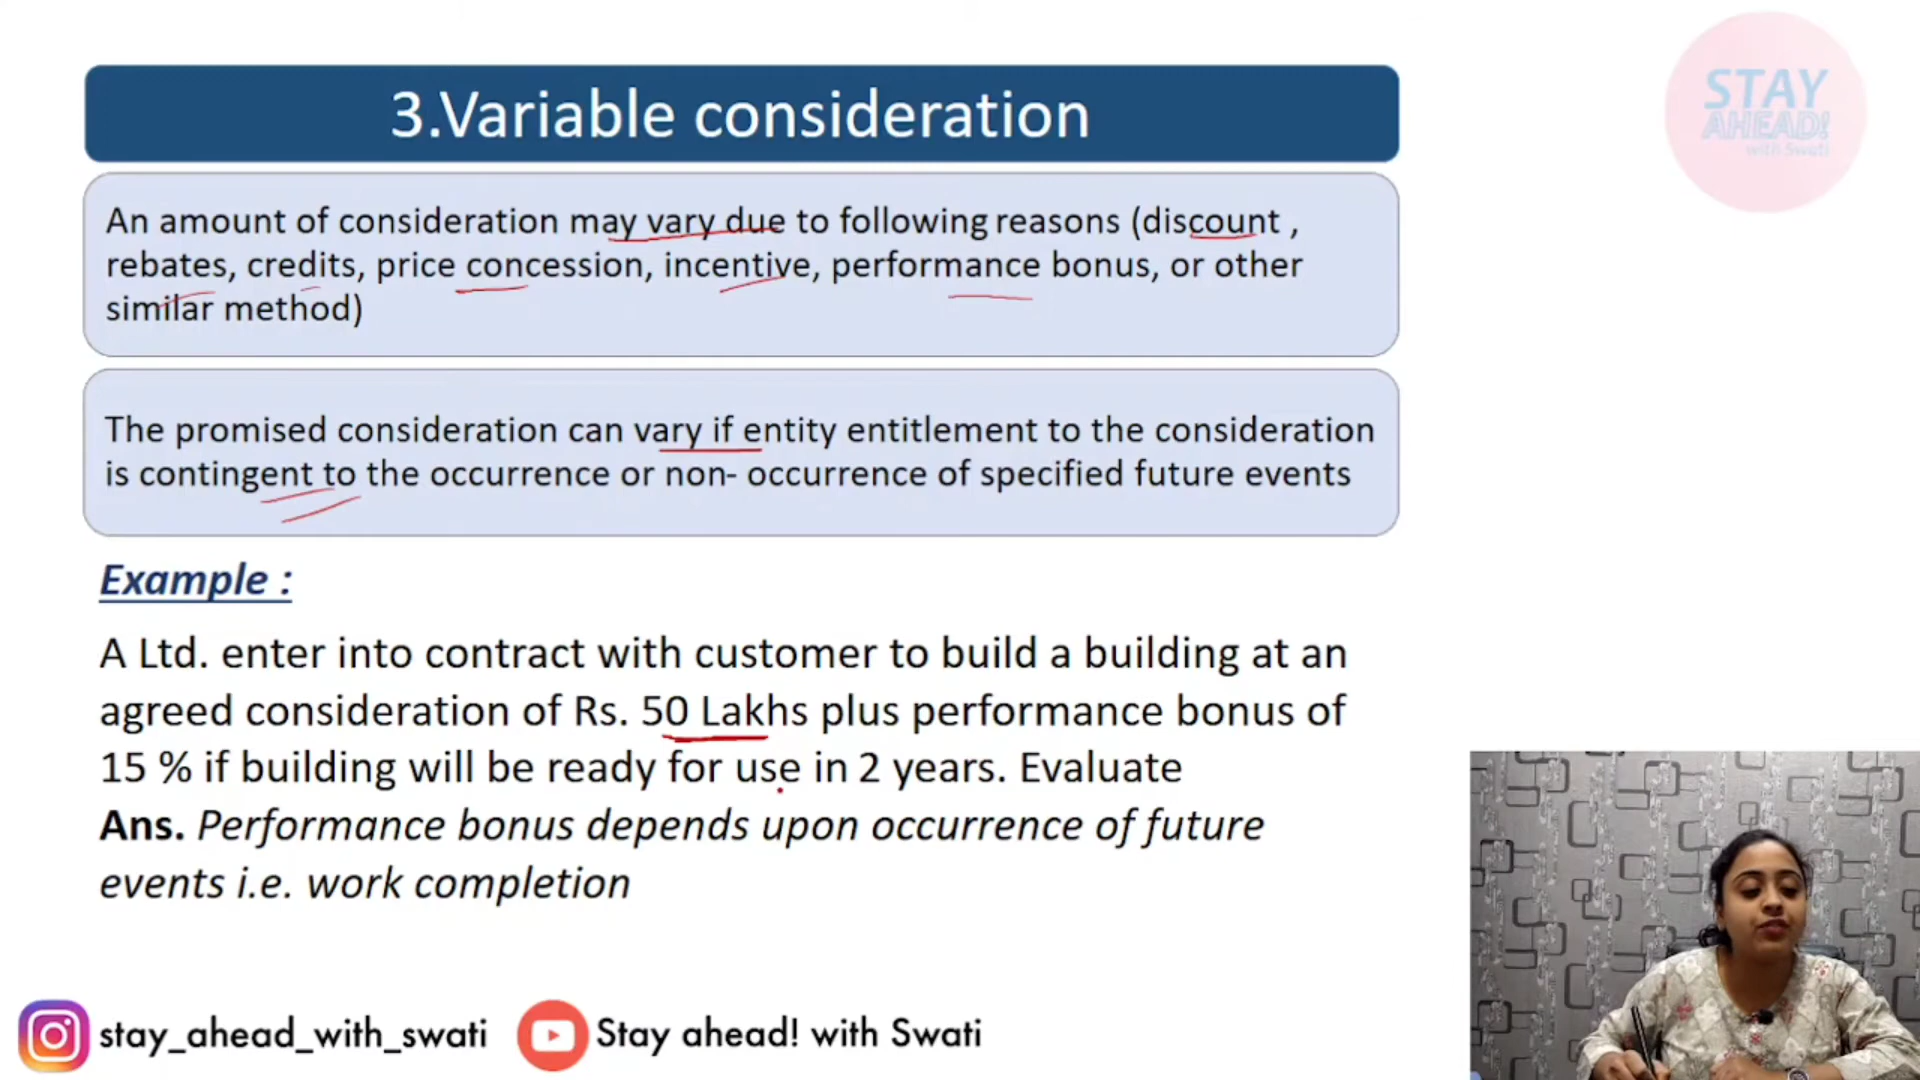 STAY
AHEAD!
with Swati
3.Variable consideration
An amount of consideration may vary due to following reasons (discount ,
rebates, credits, price concession, incentive, performance bonus, or other
similar method)
The promised consideration can vary if entity entitlement to the consideration
is contingent to the occurrence or non- occurrence of specified future events
Example :
A Ltd. enter into contract with customer to build a building at an
agreed consideration of Rs. 50 Lakhs plus performance bonus of
15 % if building will be ready for use in 2 years. Evaluate
Ans. Performance bonus depends upon occurrence of future
events i.e. work completion
stay_ahead_with_swati Stay ahead! with Swati